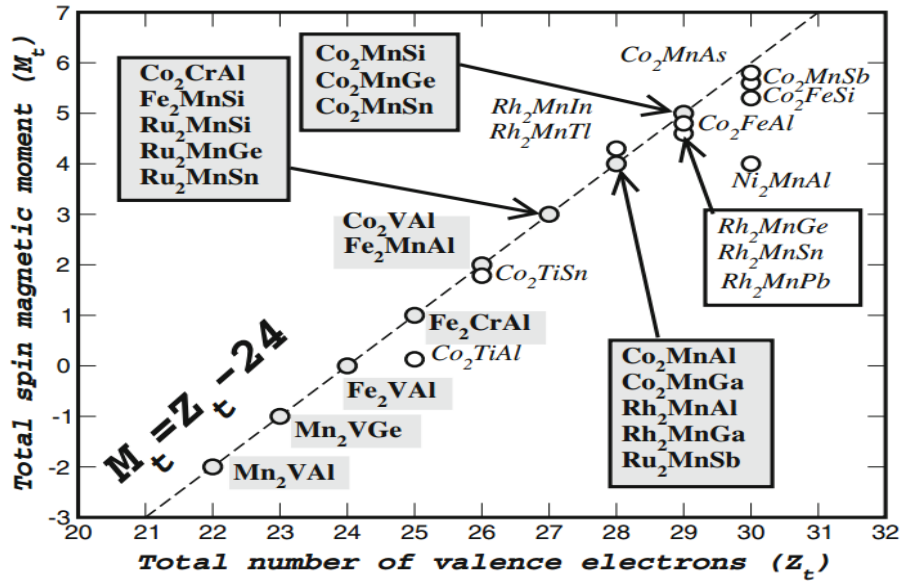 Total spin magnetic moment (Mₜ)
7
6
5
4
3
2
1
0
-1
-2
-3
Co₂CrAl
Fe₂MnSi
Ru₂MnSi
Ru₂MnGe
Ru₂MnSn
Co₂MnSi
Co₂MnGe
Co₂MnSn
Rh₂MnIn
Rh₂MnTl
Co₂MnAs
Co₂MnSb
Co₂FeSi
Co₂FeAl
Ni₂MnAl
Rh₂MnGe
Rh₂MnSn
Rh₂MnPb
Co₂VAl
Fe₂MnAl
Co₂TiSn
Fe₂CrAl
Co₂TiAl
Fe₂VAl
Mn₂VGe
Mn₂VAl
Mₜ=Zₜ-24
Co₂MnAl
Co₂MnGa
Rh₂MnAl
Rh₂MnGa
Ru₂MnSb
20 21 22 23 24 25 26 27 28 29 30 31 32
Total number of valence electrons (Zₜ)